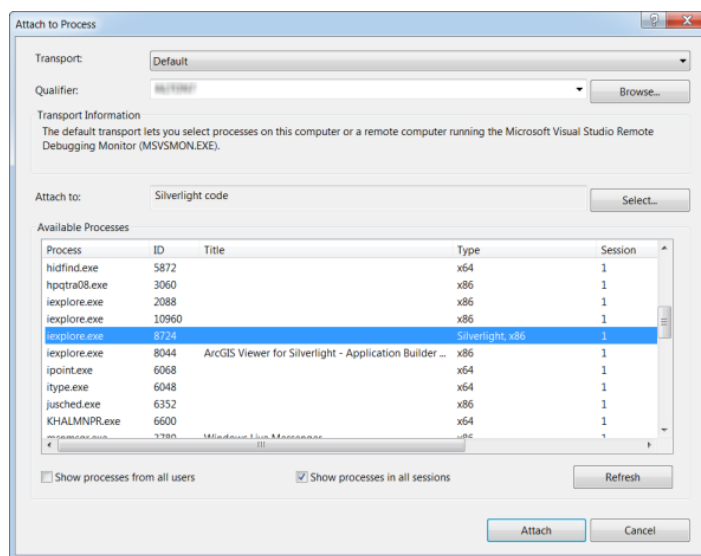 Attach to Process
Transport: Default
Qualifier: Browse...
Transport Information
The default transport lets you select processes on this computer or a remote computer running the Microsoft Visual Studio Remote
Debugging Monitor (MSVSMON.EXE).
Attach to: Silverlight code Select...
Available Processes
Process ID Title Type Session
hidfind.exe 5872 x64 1
hpqtra08.exe 3060 x86 1
iexplore.exe 2088 x86 1
iexplore.exe 10960 x86 1
iexplore.exe 8724 Silverlight, x86 1
iexplore.exe 8044 ArcGIS Viewer for Silverlight - Application Builder ... x86 1
ipoint.exe 6068 x64 1
itype.exe 6048 x64 1
jusched.exe 6352 x86 1
KHALMNPR.exe 6600 x64 1
Windows Live Messenger x86 1
Show processes from all users Show processes in all sessions Refresh
Attach Cancel